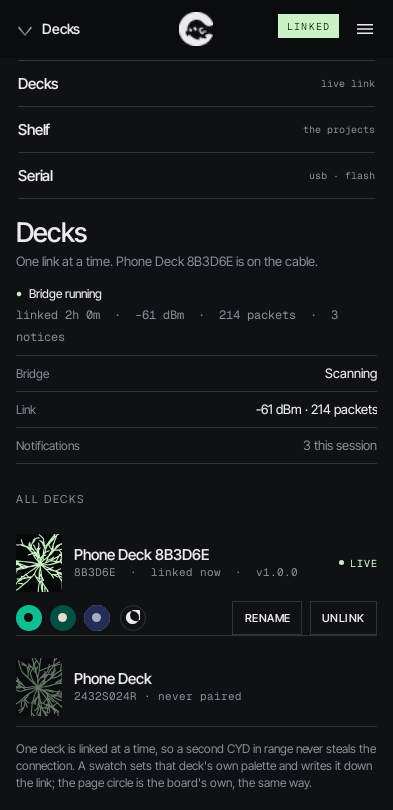 Decks
LINKED
Decks
live link
Shelf
the projects
Serial
usb · flash
Decks
One link at a time. Phone Deck 8B3D6E is on the cable.
Bridge running
linked 2h 0m · -61 dBm · 214 packets · 3
notices
Bridge
Scanning
Link
-61 dBm · 214 packets
Notifications
3 this session
ALL DECKS
Phone Deck 8B3D6E
8B3D6E · linked now · v1.0.0
LIVE
RENAME
UNLINK
Phone Deck
2432S024R · never paired
One deck is linked at a time, so a second CYD in range never steals the
connection. A swatch sets that deck's own palette and writes it down
the link; the page circle is the board's own, the same way.